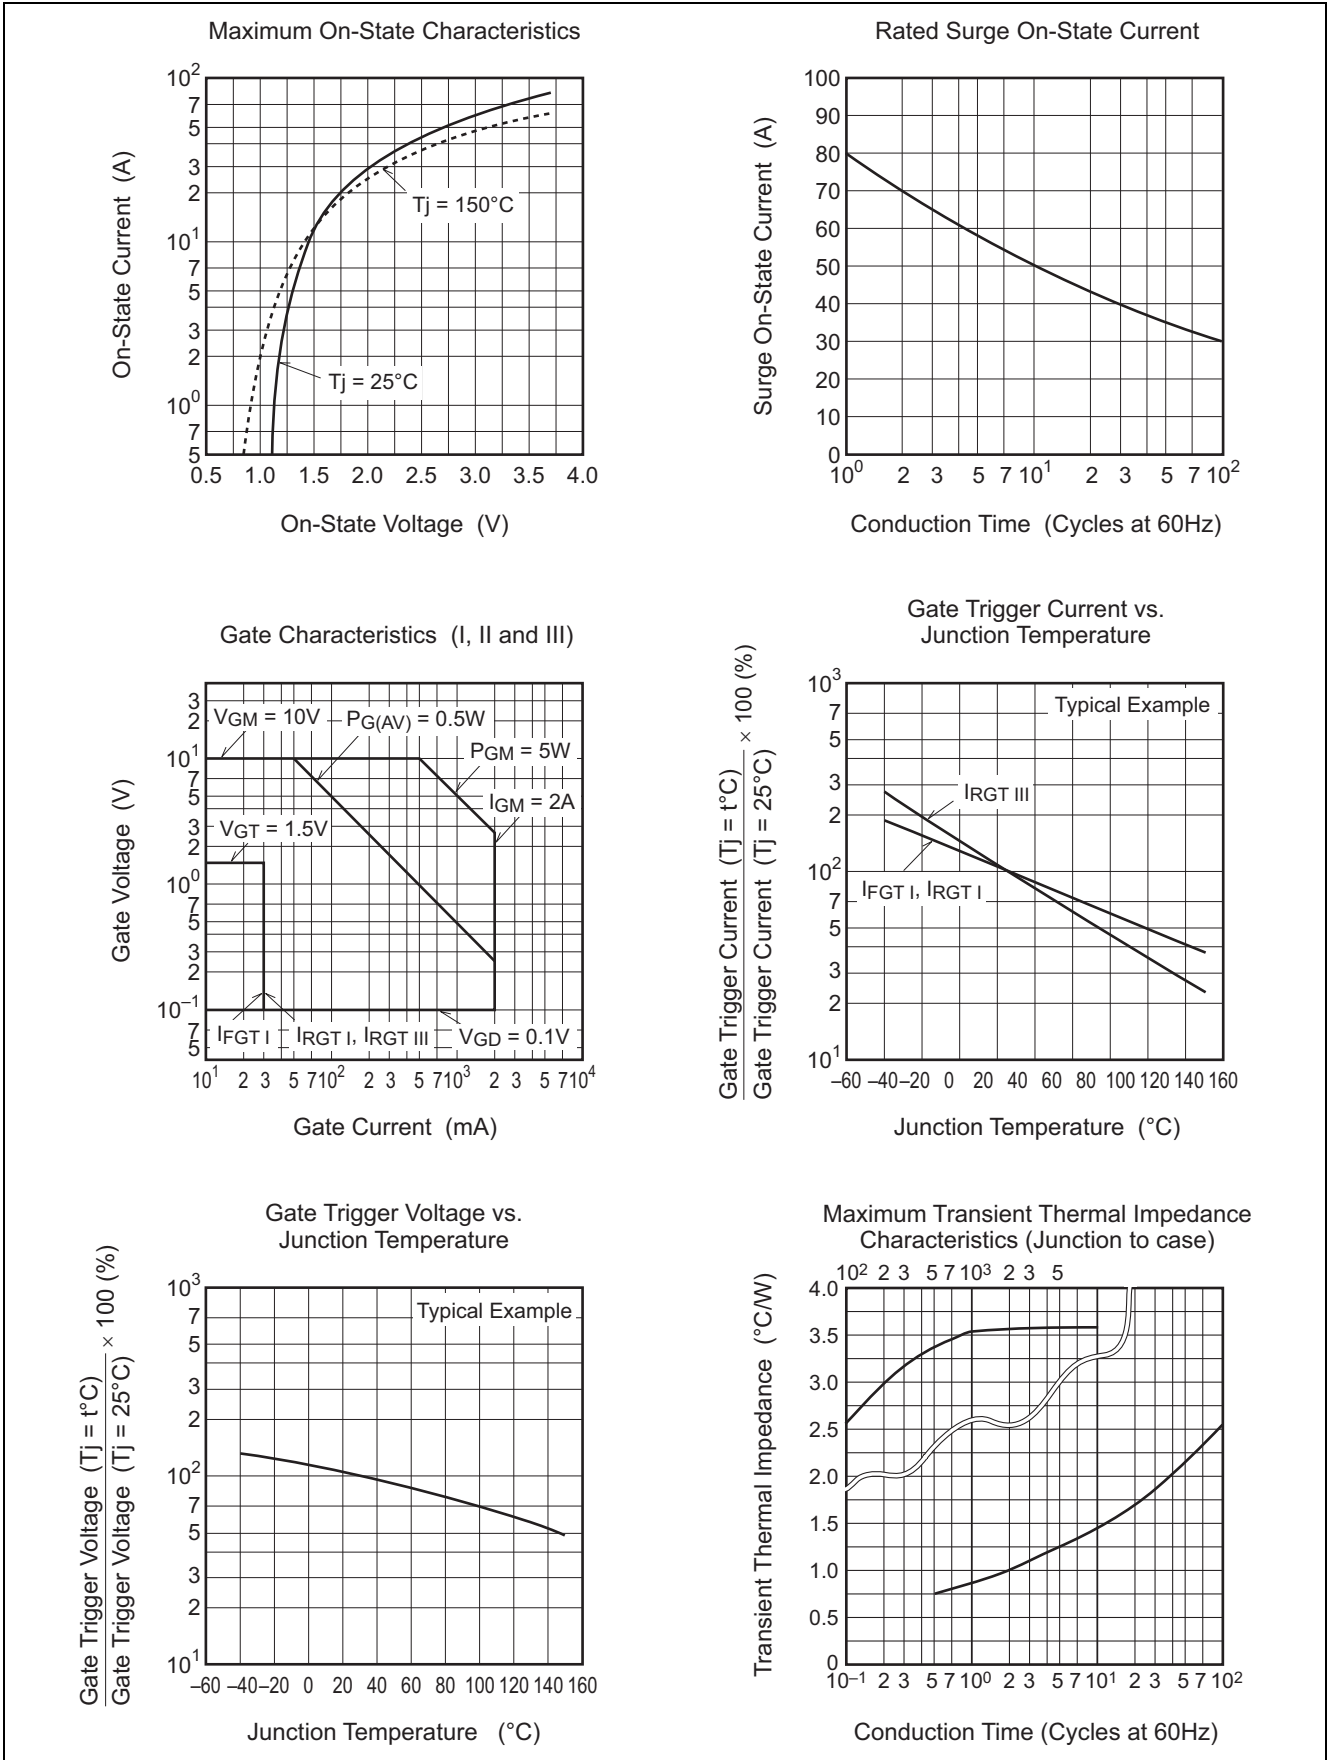 Maximum On-State Characteristics
On-State Current (A)
10²
7
5
3
2
10¹
7
5
3
2
10⁰
7
5
Tj = 150°C
Tj = 25°C
0.5 1.0 1.5 2.0 2.5 3.0 3.5 4.0
On-State Voltage (V)
Rated Surge On-State Current
Surge On-State Current (A)
100
90
80
70
60
50
40
30
20
10
0
10⁰ 2 3 5 7 10¹ 2 3 5 7 10²
Conduction Time (Cycles at 60Hz)
Gate Characteristics (I, II and III)
Gate Voltage (V)
3
2
10¹
7
5
3
2
10⁰
7
5
3
2
10⁻¹
7
5
VGM = 10V
PG(AV) = 0.5W
PGM = 5W
IGM = 2A
VGT = 1.5V
IFGT I
IRGT I, IRGT III
VGD = 0.1V
10¹ 2 3 5 7 10² 2 3 5 7 10³ 2 3 5 7 10⁴
Gate Current (mA)
Gate Trigger Current vs.
Junction Temperature
Gate Trigger Current (Tj = t°C)
Gate Trigger Current (Tj = 25°C)
× 100 (%)
10³
7
5
3
2
10²
7
5
3
2
10¹
Typical Example
IRGT III
IFGT I, IRGT I
–60 –40 –20 0 20 40 60 80 100 120 140 160
Junction Temperature (°C)
Gate Trigger Voltage vs.
Junction Temperature
Gate Trigger Voltage (Tj = t°C)
Gate Trigger Voltage (Tj = 25°C)
× 100 (%)
10³
7
5
3
2
10²
7
5
3
2
10¹
Typical Example
–60 –40 –20 0 20 40 60 80 100 120 140 160
Junction Temperature (°C)
Maximum Transient Thermal Impedance
Characteristics (Junction to case)
10² 2 3 5 7 10³ 2 3 5
Transient Thermal Impedance (°C/W)
4.0
3.5
3.0
2.5
2.0
1.5
1.0
0.5
0
10⁻¹ 2 3 5 7 10⁰ 2 3 5 7 10¹ 2 3 5 7 10²
Conduction Time (Cycles at 60Hz)